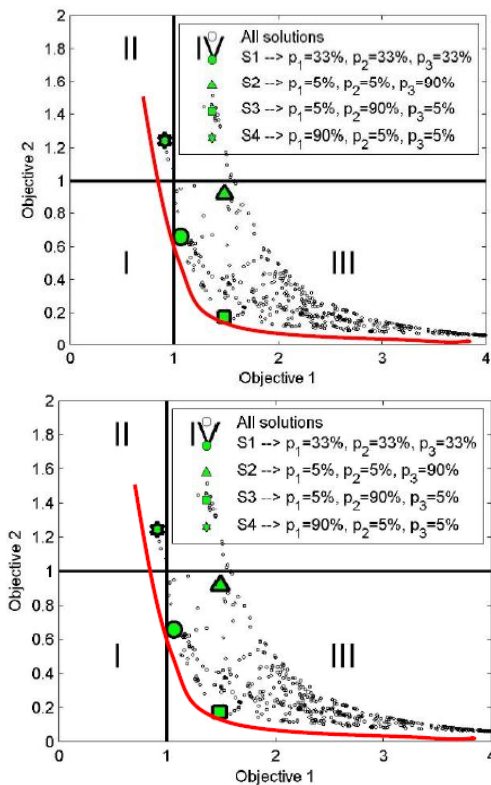 2
1.8
1.6
1.4
1.2
1
0.8
0.6
0.4
0.2
0
Objective 2
II
IV
I
III
All solutions
S1 --> p1=33%, p2=33%, p3=33%
S2 --> p1=5%, p2=5%, p3=90%
S3 --> p1=5%, p2=90%, p3=5%
S4 --> p1=90%, p2=5%, p3=5%
0 1 2 3 4
Objective 1
2
1.8
1.6
1.4
1.2
1
0.8
0.6
0.4
0.2
0
Objective 2
II
IV
I
III
All solutions
S1 --> p1=33%, p2=33%, p3=33%
S2 --> p1=5%, p2=5%, p3=90%
S3 --> p1=5%, p2=90%, p3=5%
S4 --> p1=90%, p2=5%, p3=5%
0 1 2 3 4
Objective 1